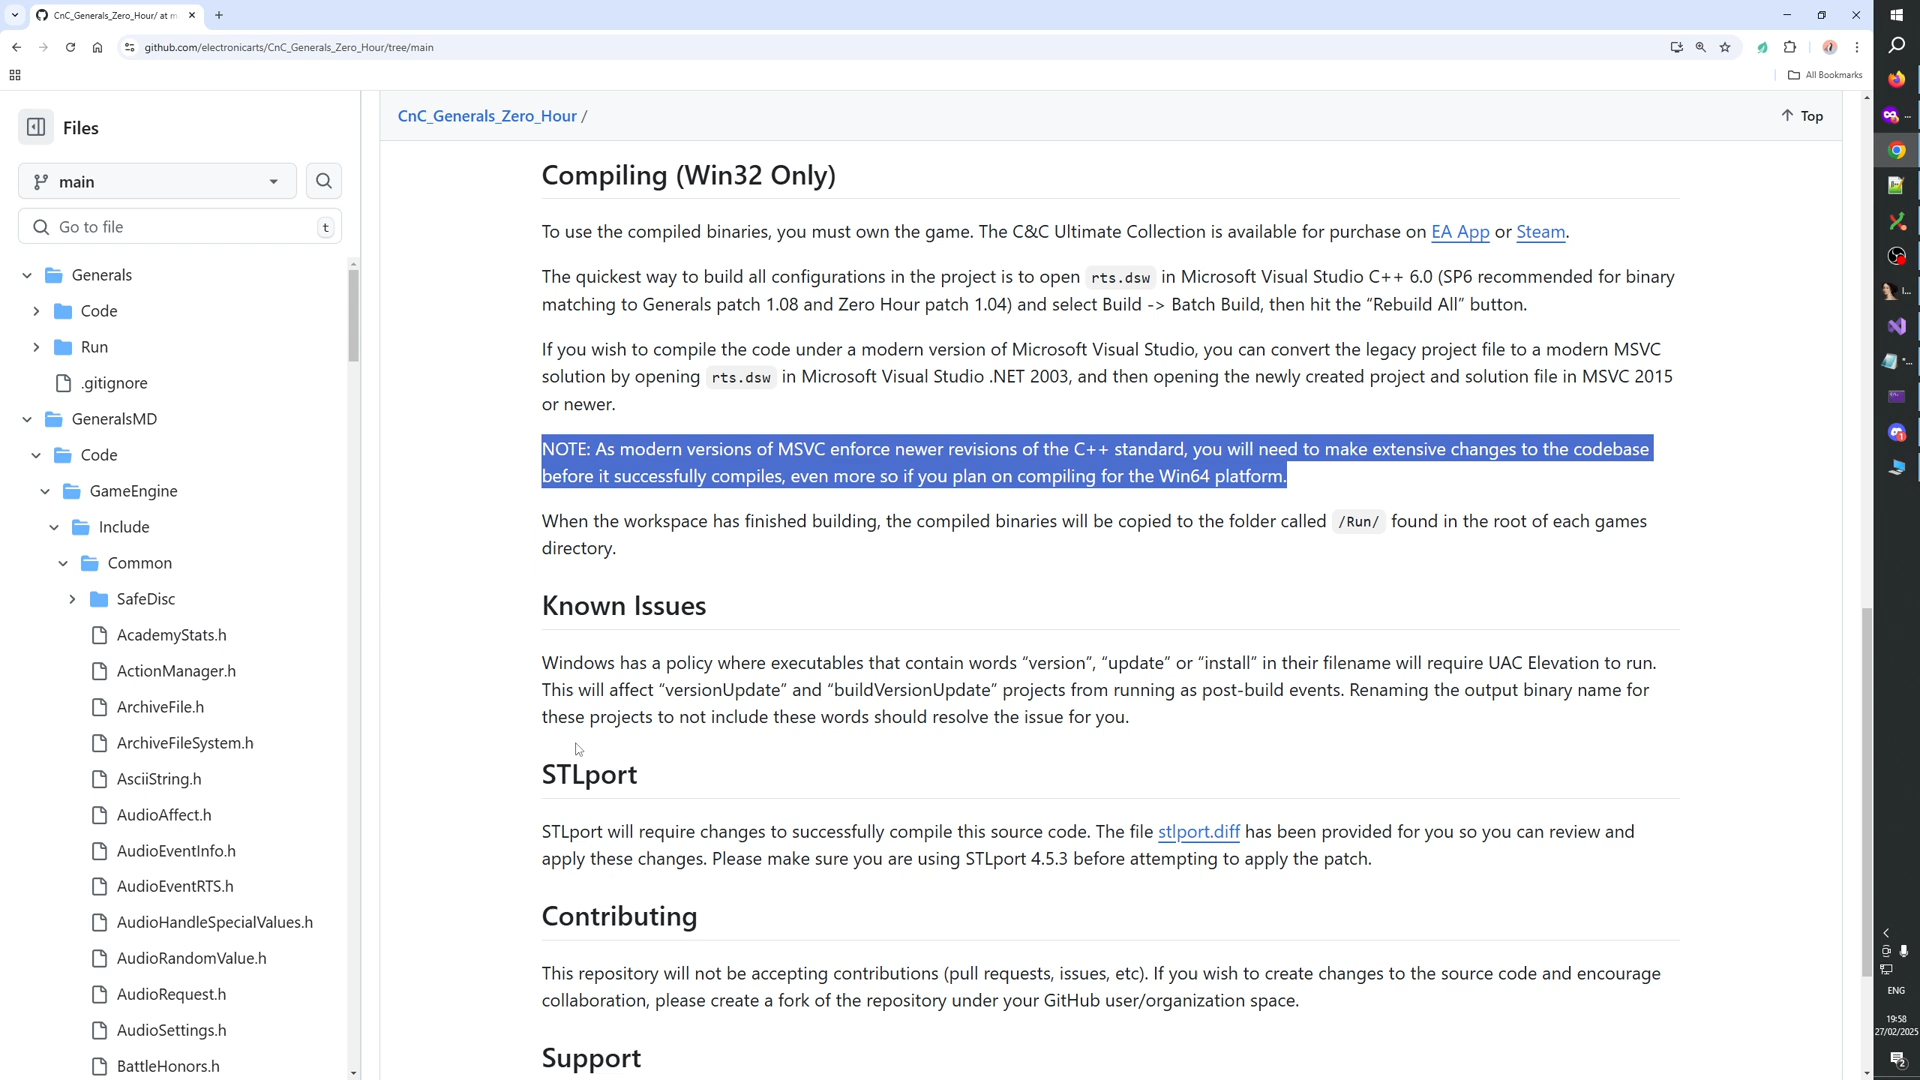 CnC_Generals_Zero_Hour/ at m
github.com/electronicarts/CnC_Generals_Zero_Hour/tree/main
All Bookmarks
Files
main
Go to file
t
Generals
Code
Run
.gitignore
GeneralsMD
Code
GameEngine
Include
Common
SafeDisc
AcademyStats.h
ActionManager.h
ArchiveFile.h
ArchiveFileSystem.h
AsciiString.h
AudioAffect.h
AudioEventInfo.h
AudioEventRTS.h
AudioHandleSpecialValues.h
AudioRandomValue.h
AudioRequest.h
AudioSettings.h
BattleHonors.h
CnC_Generals_Zero_Hour /
Top
Compiling (Win32 Only)
To use the compiled binaries, you must own the game. The C&C Ultimate Collection is available for purchase on EA App or Steam.
The quickest way to build all configurations in the project is to open rts.dsw in Microsoft Visual Studio C++ 6.0 (SP6 recommended for binary
matching to Generals patch 1.08 and Zero Hour patch 1.04) and select Build -> Batch Build, then hit the “Rebuild All” button.
If you wish to compile the code under a modern version of Microsoft Visual Studio, you can convert the legacy project file to a modern MSVC
solution by opening rts.dsw in Microsoft Visual Studio .NET 2003, and then opening the newly created project and solution file in MSVC 2015
or newer.
NOTE: As modern versions of MSVC enforce newer revisions of the C++ standard, you will need to make extensive changes to the codebase
before it successfully compiles, even more so if you plan on compiling for the Win64 platform.
When the workspace has finished building, the compiled binaries will be copied to the folder called /Run/ found in the root of each games
directory.
Known Issues
Windows has a policy where executables that contain words “version”, “update” or “install” in their filename will require UAC Elevation to run.
This will affect “versionUpdate” and “buildVersionUpdate” projects from running as post-build events. Renaming the output binary name for
these projects to not include these words should resolve the issue for you.
STLport
STLport will require changes to successfully compile this source code. The file stlport.diff has been provided for you so you can review and
apply these changes. Please make sure you are using STLport 4.5.3 before attempting to apply the patch.
Contributing
This repository will not be accepting contributions (pull requests, issues, etc). If you wish to create changes to the source code and encourage
collaboration, please create a fork of the repository under your GitHub user/organization space.
Support
ENG
19:58
27/02/2025
2